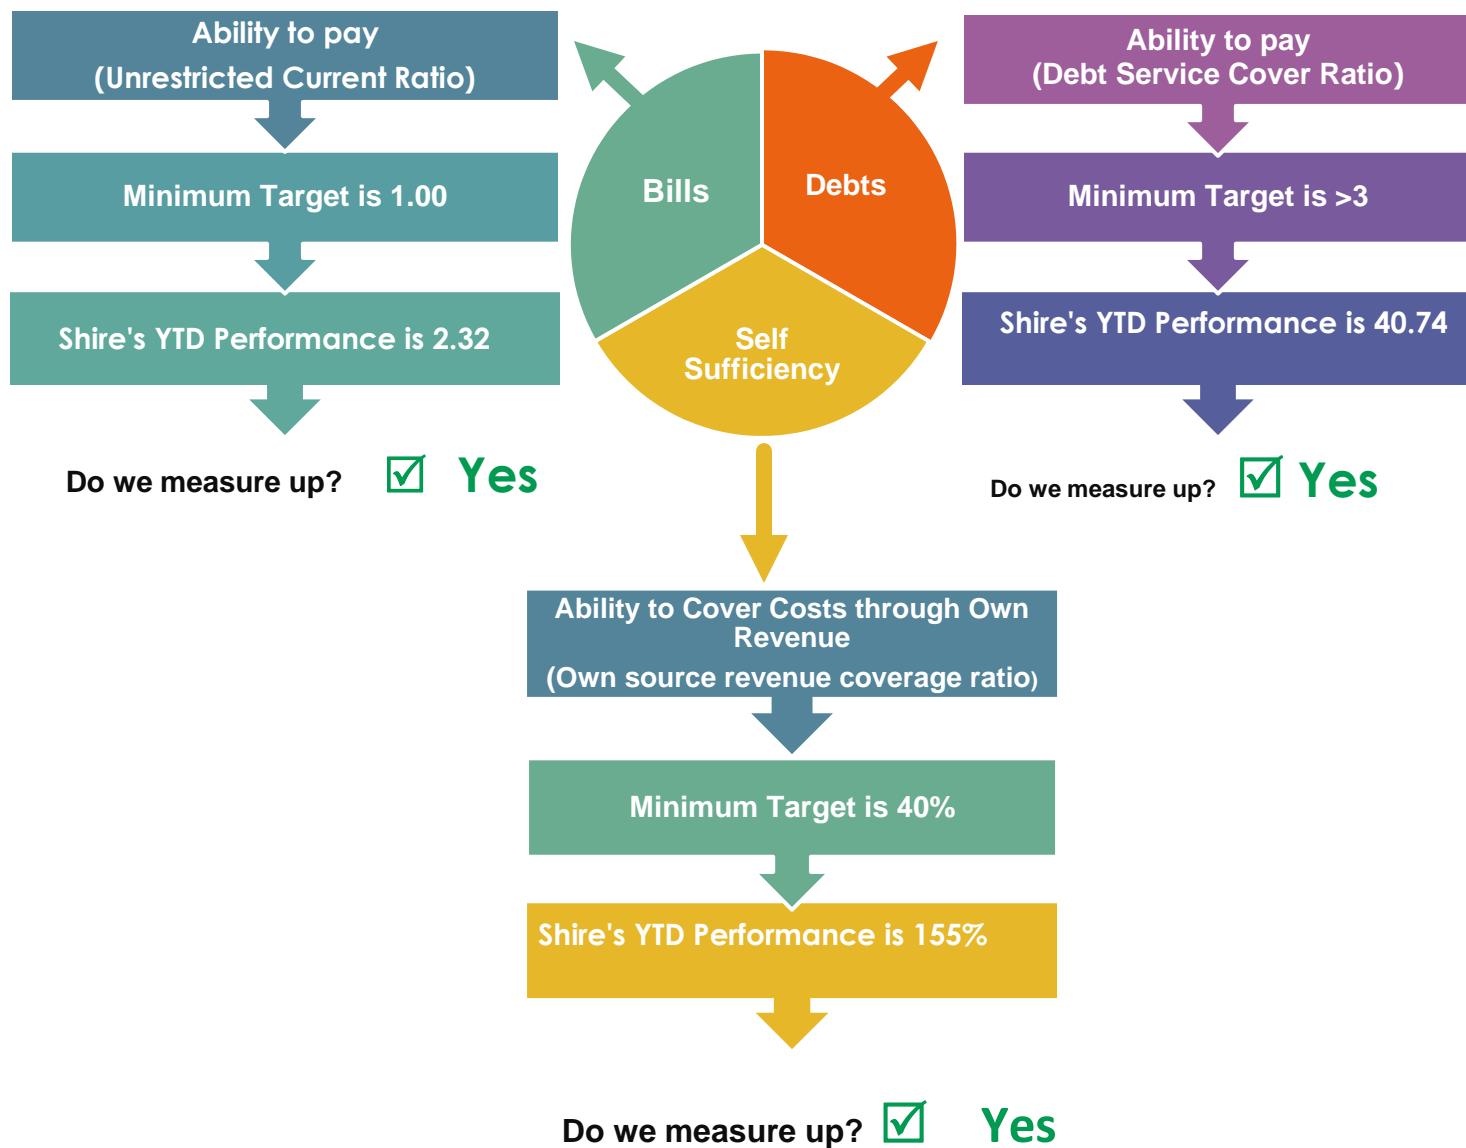 Ability to pay
(Unrestricted Current Ratio)
Minimum Target is 1.00
Shire's YTD Performance is 2.32
Do we measure up? ☑ Yes
Bills
Debts
Self
Sufficiency
Ability to pay
(Debt Service Cover Ratio)
Minimum Target is >3
Shire's YTD Performance is 40.74
Do we measure up? ☑ Yes
Ability to Cover Costs through Own
Revenue
(Own source revenue coverage ratio)
Minimum Target is 40%
Shire's YTD Performance is 155%
Do we measure up? ☑ Yes